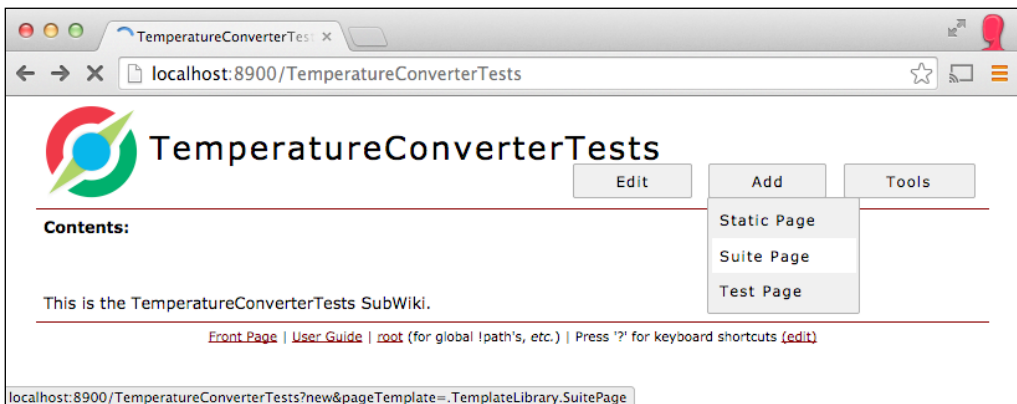 TemperatureConverterTes
localhost:8900/TemperatureConverterTests
TemperatureConverterTests
Edit Add Tools
Static Page
Suite Page
Test Page
Contents:
This is the TemperatureConverterTests SubWiki.
Front Page | User Guide | root (for global !path's, etc.) | Press '?' for keyboard shortcuts (edit)
localhost:8900/TemperatureConverterTests?new&pageTemplate=.TemplateLibrary.SuitePage